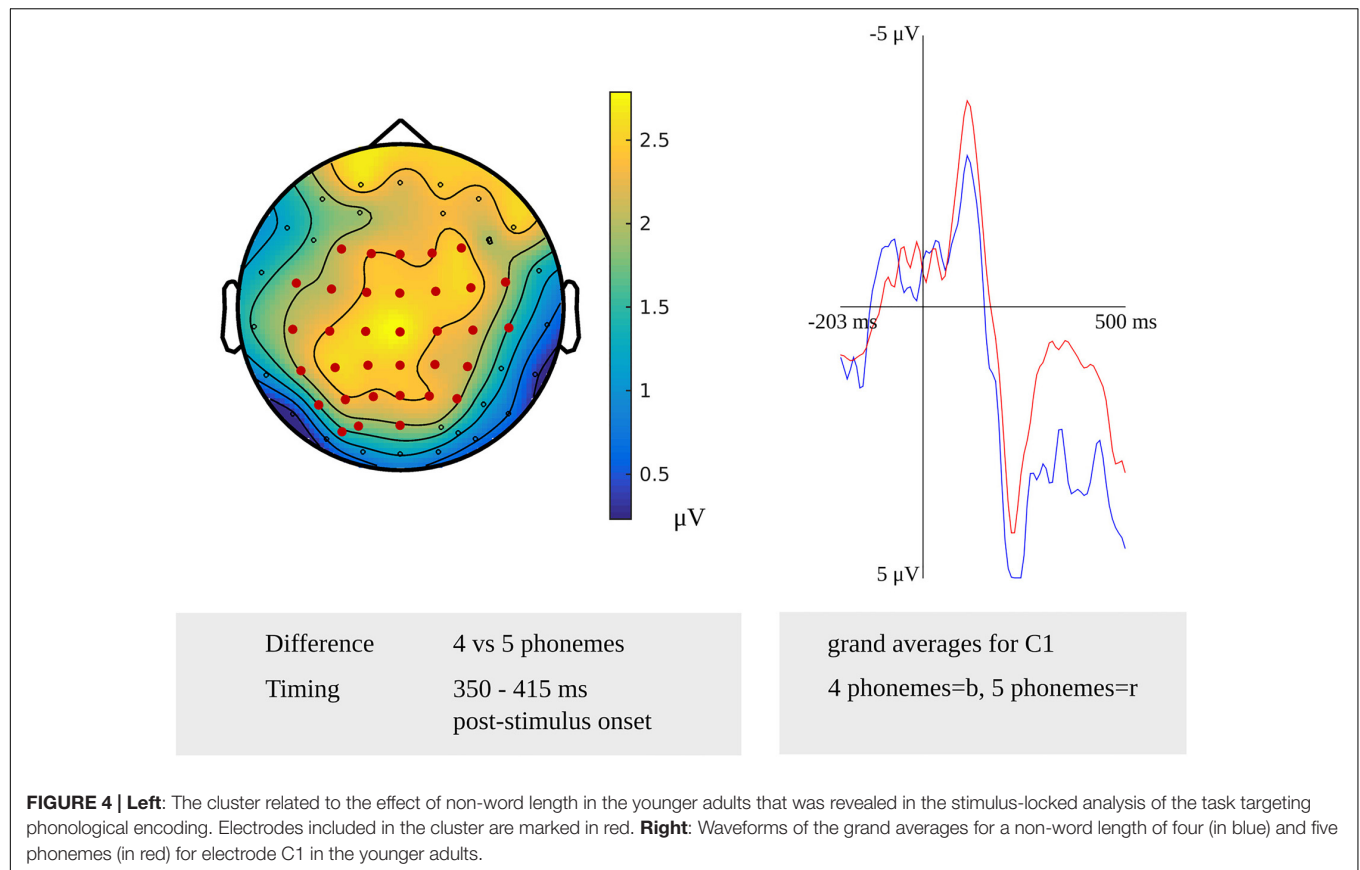 -5 μV
2.5
2
1.5
1
0.5
μV
-203 ms
500 ms
5 μV
Difference 4 vs 5 phonemes
Timing 350 - 415 ms
post-stimulus onset
grand averages for C1
4 phonemes=b, 5 phonemes=r
FIGURE 4 | Left: The cluster related to the effect of non-word length in the younger adults that was revealed in the stimulus-locked analysis of the task targeting
phonological encoding. Electrodes included in the cluster are marked in red. Right: Waveforms of the grand averages for a non-word length of four (in blue) and five
phonemes (in red) for electrode C1 in the younger adults.